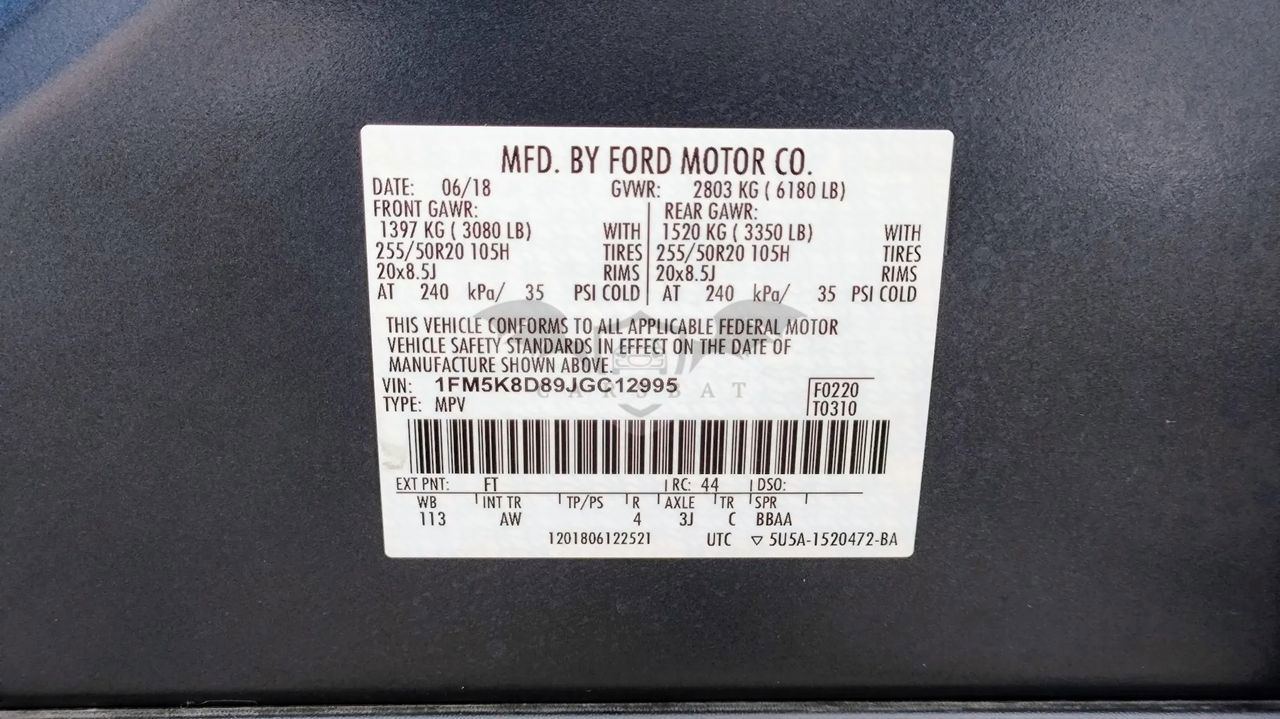 MFD. BY FORD MOTOR CO.
DATE: 06/18 GVWR: 2803 KG ( 6180 LB)
FRONT GAWR: REAR GAWR:
1397 KG ( 3080 LB) WITH 1520 KG ( 3350 LB) WITH
255/50R20 105H TIRES 255/50R20 105H TIRES
20x8.5J RIMS 20x8.5J RIMS
AT 240 kPa/ 35 PSI COLD AT 240 kPa/ 35 PSI COLD
THIS VEHICLE CONFORMS TO ALL APPLICABLE FEDERAL MOTOR
VEHICLE SAFETY STANDARDS IN EFFECT ON THE DATE OF
MANUFACTURE SHOWN ABOVE.
VIN: 1FM5K8D89JGC12995 F0220
CARSBAT
TYPE: MPV T0310
EXT PNT: FT RC: 44 DSO:
WB INT TR TP/PS R AXLE TR SPR
113 AW 4 3J C BBAA
1201806122521 UTC ▽ 5U5A-1520472-BA